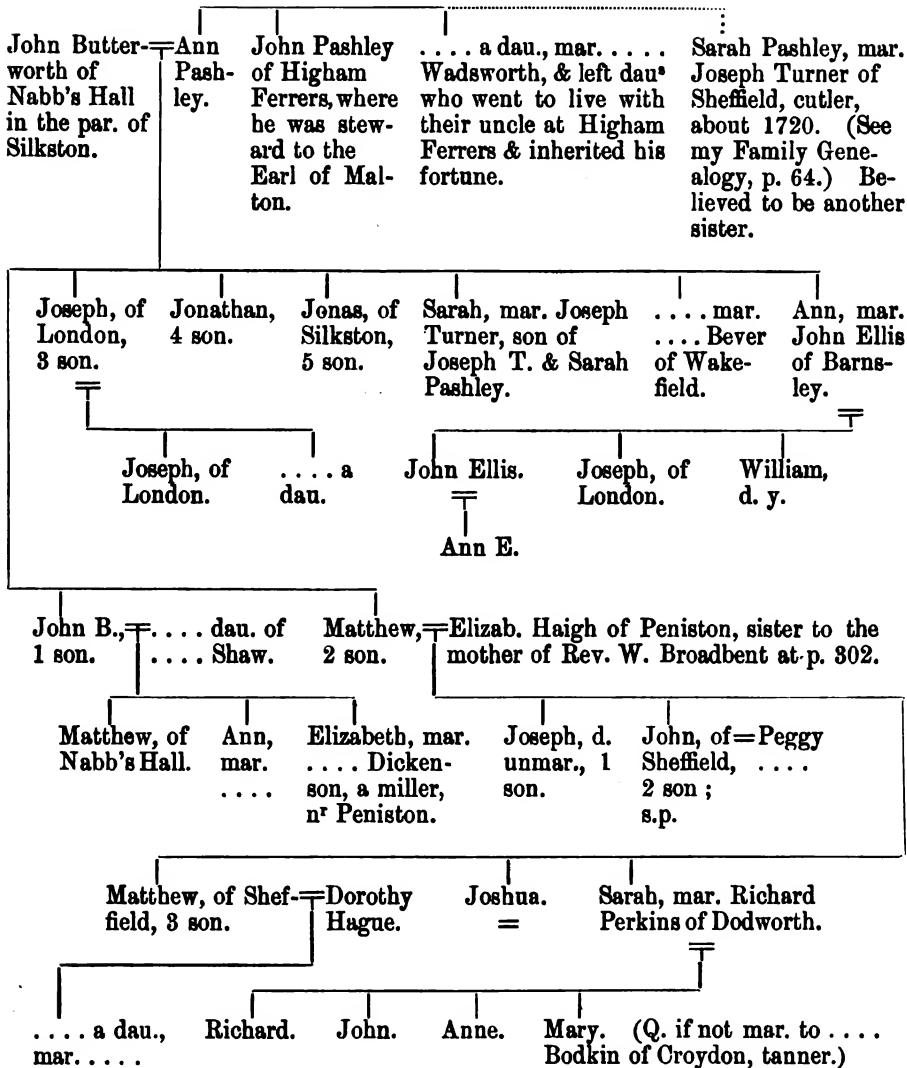 John Butter-
worth of
Nabb's Hall
in the par. of
Silkston.
Ann
Pash-
ley.
John Pashley
of Higham
Ferrers, where
he was stew-
ard to the
Earl of Mal-
ton.
. . . . a dau., mar. . . . .
Wadsworth, & left dauˢ
who went to live with
their uncle at Higham
Ferrers & inherited his
fortune.
Sarah Pashley, mar.
Joseph Turner of
Sheffield, cutler,
about 1720. (See
my Family Gene-
alogy, p. 64.) Be-
lieved to be another
sister.
Joseph, of
London,
3 son.
Jonathan,
4 son.
Jonas, of
Silkston,
5 son.
Sarah, mar. Joseph
Turner, son of
Joseph T. & Sarah
Pashley.
. . . . mar.
. . . . Bever
of Wake-
field.
Ann, mar.
John Ellis
of Barns-
ley.
Joseph, of
London.
. . . . a
dau.
John Ellis.
Joseph, of
London.
William,
d. y.
Ann E.
John B.,
1 son.
. . . . dau. of
. . . . Shaw.
Matthew,
2 son.
Elizab. Haigh of Peniston, sister to the
mother of Rev. W. Broadbent at p. 302.
Matthew, of
Nabb's Hall.
Ann,
mar.
. . . .
Elizabeth, mar.
. . . . Dicken-
son, a miller,
nʳ Peniston.
Joseph, d.
unmar., 1
son.
John, of
Sheffield,
2 son ;
s.p.
= Peggy
. . . .
Matthew, of Shef-
field, 3 son.
Dorothy
Hague.
Joshua.
=
Sarah, mar. Richard
Perkins of Dodworth.
. . . . a dau.,
mar. . . . .
Richard.
John.
Anne.
Mary. (Q. if not mar. to . . . .
Bodkin of Croydon, tanner.)